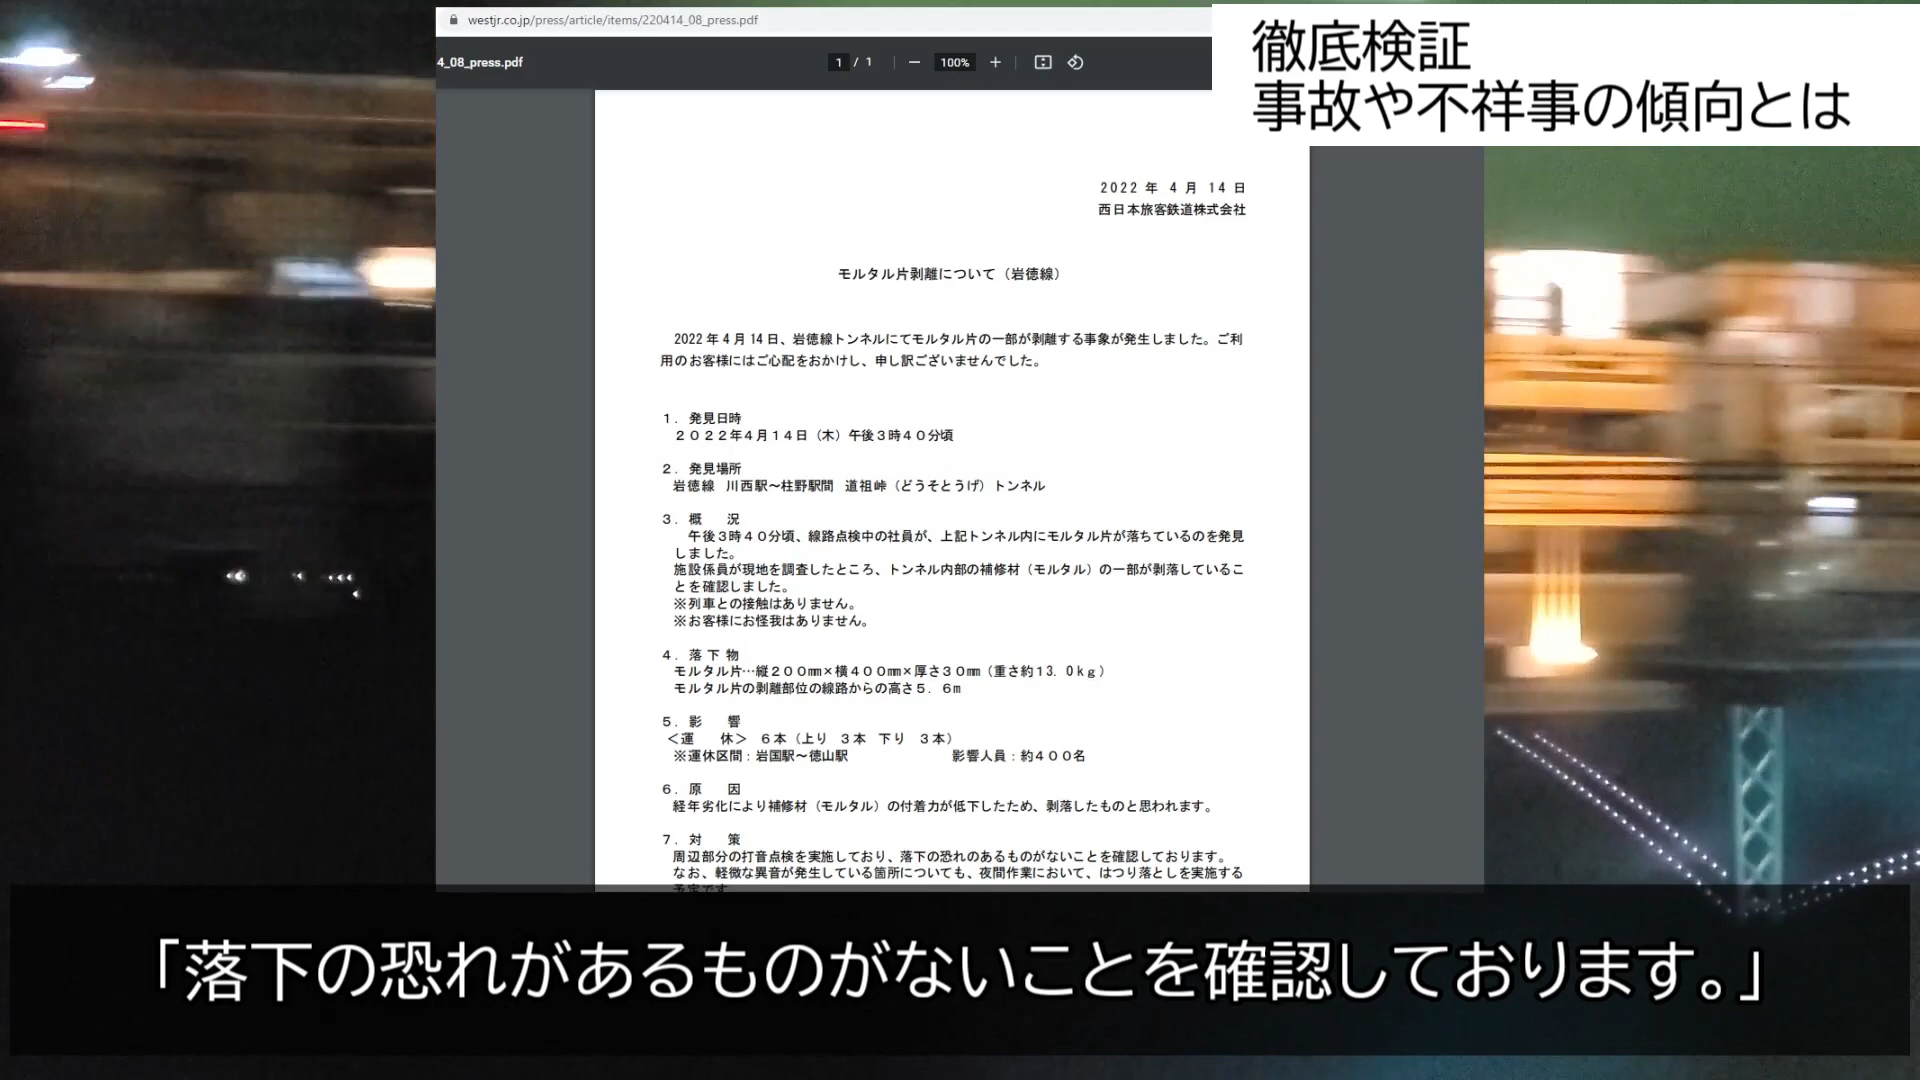 westjr.co.jp/press/article/items/220414_08_press.pdf
4_08_press.pdf
1 / 1
100%
徹底検証
事故や不祥事の傾向とは
2022年 4月 14日
西日本旅客鉄道株式会社
モルタル片剥離について（岩徳線）
2022年4月14日、岩徳線トンネルにてモルタル片の一部が剥離する事象が発生しました。ご利
用のお客様にはご心配をおかけし、申し訳ございませんでした。
１．発見日時
２０２２年４月１４日（木）午後３時４０分頃
２．発見場所
岩徳線　川西駅～柱野駅間　道祖峠（どうそとうげ）トンネル
３．概　　況
午後３時４０分頃、線路点検中の社員が、上記トンネル内にモルタル片が落ちているのを発見
しました。
施設係員が現地を調査したところ、トンネル内部の補修材（モルタル）の一部が剥落しているこ
とを確認しました。
※列車との接触はありません。
※お客様にお怪我はありません。
４．落 下 物
モルタル片…縦２００㎜×横４００㎜×厚さ３０㎜（重さ約１３．０ｋｇ）
モルタル片の剥離部位の線路からの高さ５．６ｍ
５．影　　響
＜運　　休＞　６本（上り　３本　下り　３本）
※運休区間：岩国駅～徳山駅　　　　　影響人員：約４００名
６．原　　因
経年劣化により補修材（モルタル）の付着力が低下したため、剥落したものと思われます。
７．対　　策
周辺部分の打音点検を実施しており、落下の恐れのあるものがないことを確認しております。
なお、軽微な異音が発生している箇所についても、夜間作業において、はつり落としを実施する
予定です
「落下の恐れがあるものがないことを確認しております。」